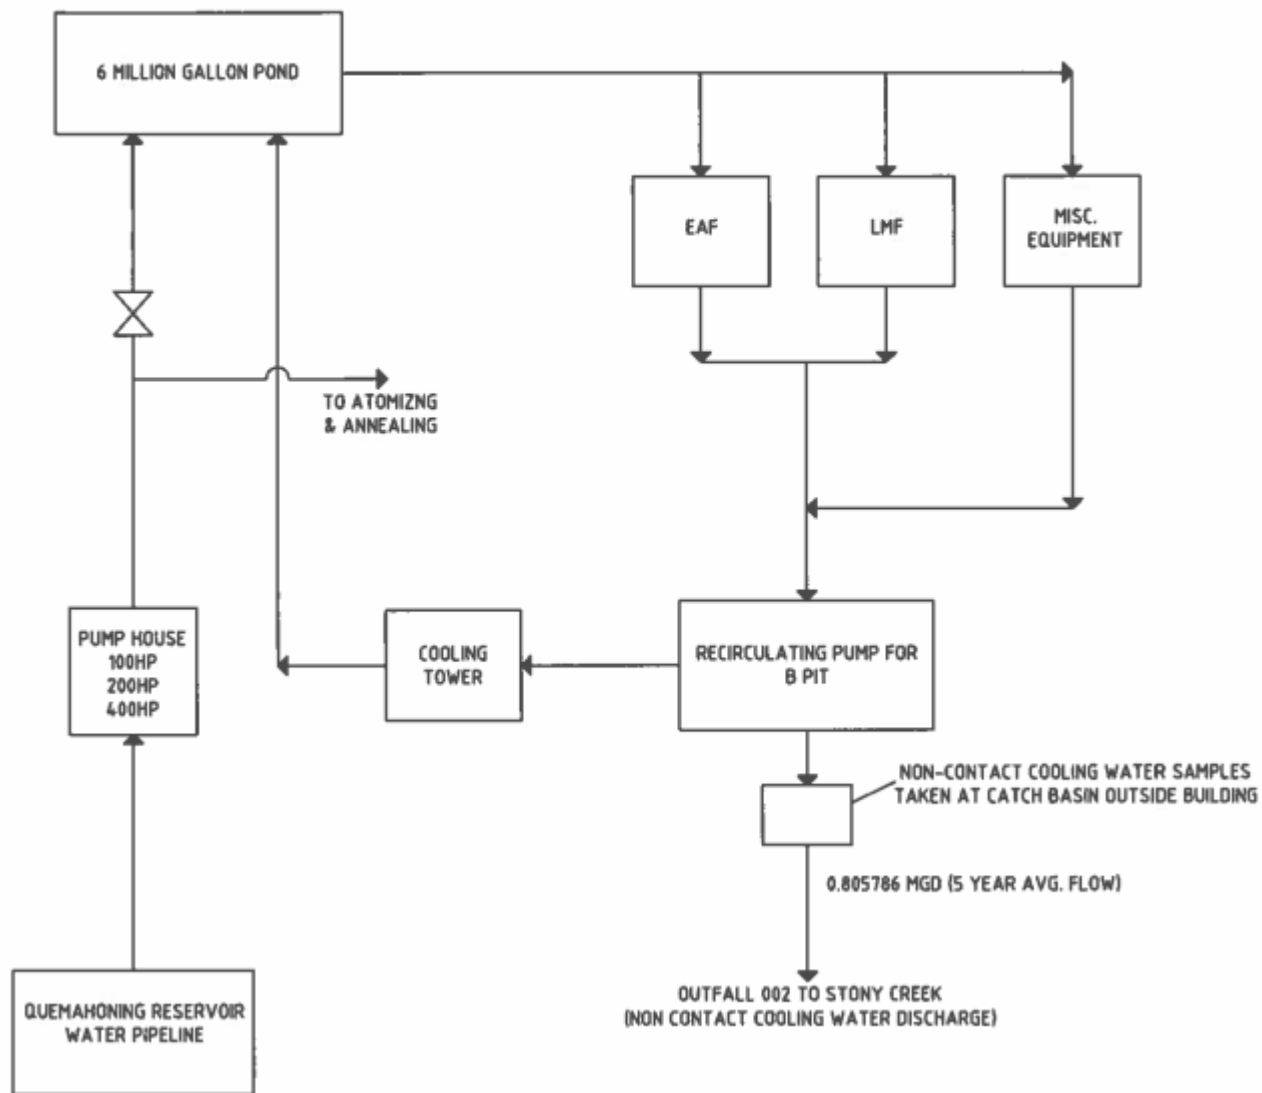 6 MILLION GALLON POND
EAF
LMF
MISC.
EQUIPMENT
TO ATOMIZNG
& ANNEALING
PUMP HOUSE
100HP
200HP
400HP
COOLING
TOWER
RECIRCULATING PUMP FOR
B PIT
NON-CONTACT COOLING WATER SAMPLES
TAKEN AT CATCH BASIN OUTSIDE BUILDING
0.805786 MGD (5 YEAR AVG. FLOW)
QUEMAHONING RESERVOIR
WATER PIPELINE
OUTFALL 002 TO STONY CREEK
(NON CONTACT COOLING WATER DISCHARGE)